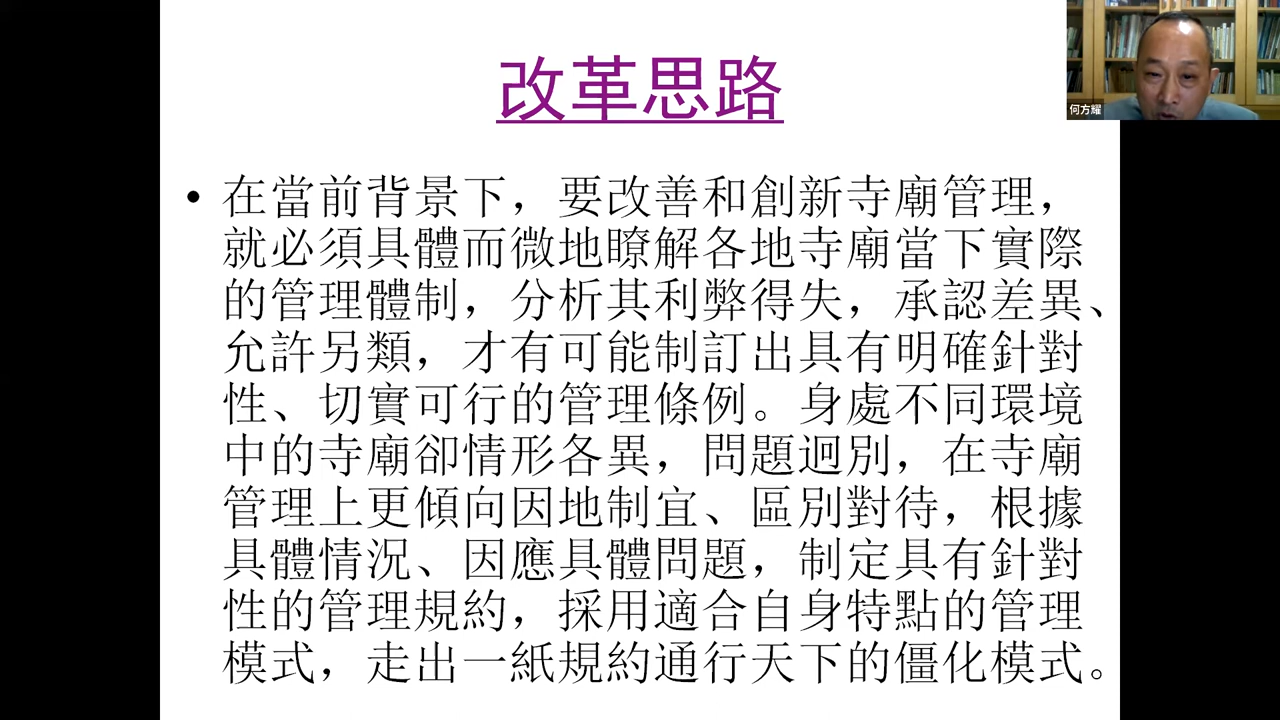 改革思路
何方耀
• 在當前背景下，要改善和創新寺廟管理，
就必須具體而微地瞭解各地寺廟當下實際
的管理體制，分析其利弊得失，承認差異、
允許另類，才有可能制訂出具有明確針對
性、切實可行的管理條例。身處不同環境
中的寺廟卻情形各異，問題迥別，在寺廟
管理上更傾向因地制宜、區別對待，根據
具體情況、因應具體問題，制定具有針對
性的管理規約，採用適合自身特點的管理
模式，走出一紙規約通行天下的僵化模式。